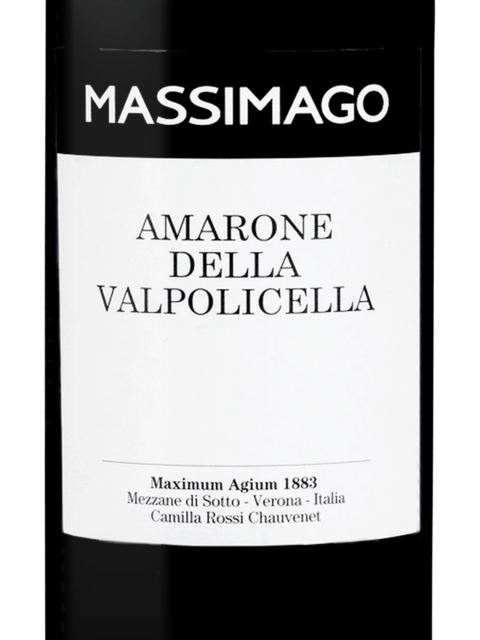 MASSIMAGO
AMARONE
DELLA
VALPOLICELLA
Maximum Agium 1883
Mezzane di Sotto - Verona - Italia
Camilla Rossi Chauvenet